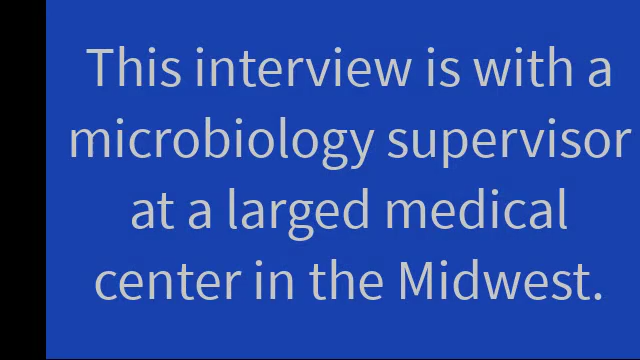 This interview is with a
microbiology supervisor
at a larged medical
center in the Midwest.